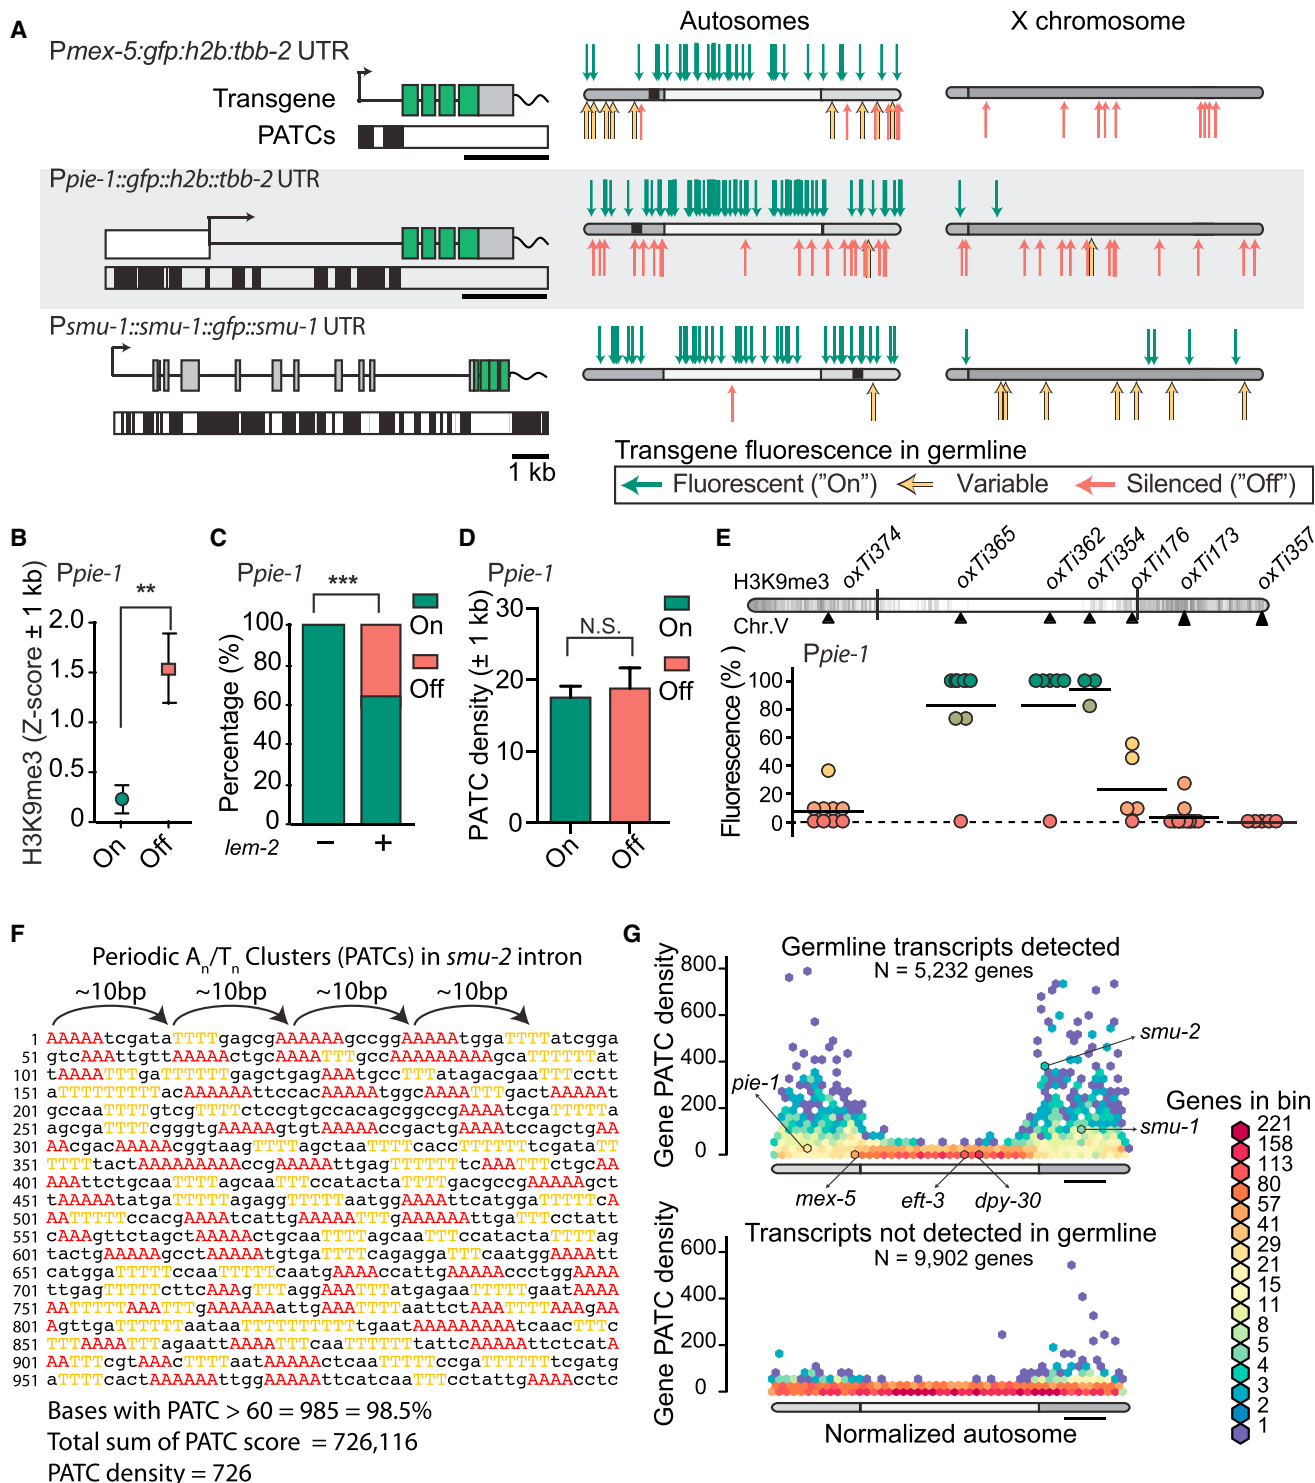 A
Autosomes
X chromosome
Pmex-5:gfp:h2b:tbb-2 UTR
Transgene
PATCs
Ppie-1::gfp::h2b::tbb-2 UTR
Psmu-1::smu-1::gfp::smu-1 UTR
1 kb
Transgene fluorescence in germline
Fluorescent ("On")
Variable
Silenced ("Off")
B
Ppie-1
**
H3K9me3 (Z-score ± 1 kb)
2.0
1.5
1.0
0.5
0
On
Off
C
Ppie-1
***
On
Off
Percentage (%)
100
80
60
40
20
0
lem-2
−
+
D
Ppie-1
PATC density (± 1 kb)
30
20
10
0
N.S.
On
Off
On
Off
E
H3K9me3
Chr.V
oxTi374
oxTi365
oxTi362
oxTi354
oxTi176
oxTi173
oxTi357
Ppie-1
Fluorescence (%)
100
80
60
40
20
0
F
Periodic An/Tn Clusters (PATCs) in smu-2 intron
~10bp ~10bp ~10bp ~10bp
1 AAAAAtcgataTTTTgagcgAAAAAAgccggAAAAAtggaTTTTatcgga
51 gtcAAAttgttAAAAActgcAAAATTTgccAAAAAAAAAgcaTTTTTTat
101 tAAAATTTgaTTTTTTgagctgagAAAtgccTTTatagacgaaTTTcctt
151 aTTTTTTTTTacAAAAAAttccacAAAAAtggcAAAATTTgactAAAAAt
201 gccaaTTTTgtcgTTTTctccgtgccacaggggccgAAAAtcgaTTTTTa
251 agcgaTTTTcgggtgAAAAAgtgtAAAAAccgactgAAAAtccagctgAA
301 AAcgacAAAAAcggtaagTTTTagctaaTTTTcaccTTTTTTtcgataTT
351 TTTTtactAAAAAAAAAccgAAAAAttgagTTTTTTtcAAATTTctgcAA
401 AAAttctgcaaTTTTagcaaTTTccatactaTTTTgacgccgAAAAAgct
451 tAAAAAtatgaTTTTagaggTTTTTaatggAAAAttggatTTTTTTtcA
501 AATTTTTccacgAAAAtcattgAAAAATTTgAAAAAAttgaTTTcctatt
551 cAAAgttctagctAAAAActgcaaTTTTagcaaTTTccatactaTTTTag
601 tactgAAAAAgcctAAAAAtgtgaTTTTcagaggaTTTcaatggAAAAtt
651 catggaTTTTTccaaTTTTTcaatgAAAAccattgAAAAAccctggAAAA
701 ttgagTTTTTcttcAAAgTTTaggAAATTTatgagaaTTTTTgaatAAAA
751 AATTTTTAAATTTgAAAAAAattgAAATTTTaattctAAATTTTAAAgAA
801 AgttgaTTTTTTaataaTTTTTTTTTTtgaatAAAAAAAAAtcaacTTTc
851 TTTAAAATTTagaattAAAATTTtcaaTTTTTTtattcAAAAAttctcatA
901 AATTTcgtAAAcTTTTaatAAAAActcaaTTTTTccgaTTTTTTtcgatg
951 aTTTTcactAAAAAAttggAAAAAttcatcaaTTTcctattgAAAAcctc
Bases with PATC > 60 = 985 = 98.5%
Total sum of PATC score = 726,116
PATC density = 726
G
Germline transcripts detected
N = 5,232 genes
Gene PATC density
800
600
400
200
0
smu-2
pie-1
smu-1
mex-5
eft-3
dpy-30
Transcripts not detected in germline
N = 9,902 genes
Gene PATC density
600
400
200
0
Normalized autosome
Genes in bin
221
158
113
80
57
41
29
21
15
11
8
5
4
3
2
1